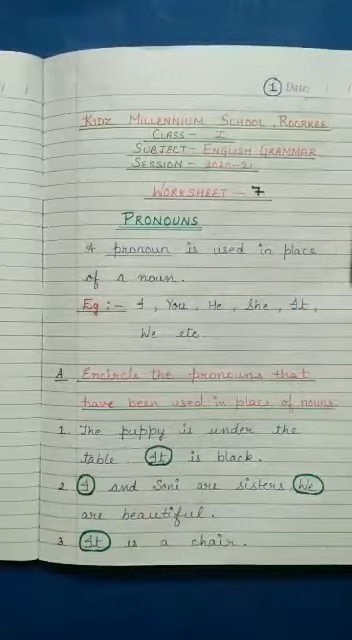 1 Date:
KIDZ MILLENNIUM SCHOOL, ROORKEE
CLASS - I
SUBJECT - ENGLISH GRAMMAR
SESSION - 2020-21
WORKSHEET - 7
PRONOUNS
A pronoun is used in place
of a noun.
Eg :- I, You, He, She, It,
We etc.
A Encircle the pronouns that
have been used in place of nouns
1. The puppy is under the
table. It is black.
2. I and Soni are sisters. We
are beautiful.
3. It is a chair.